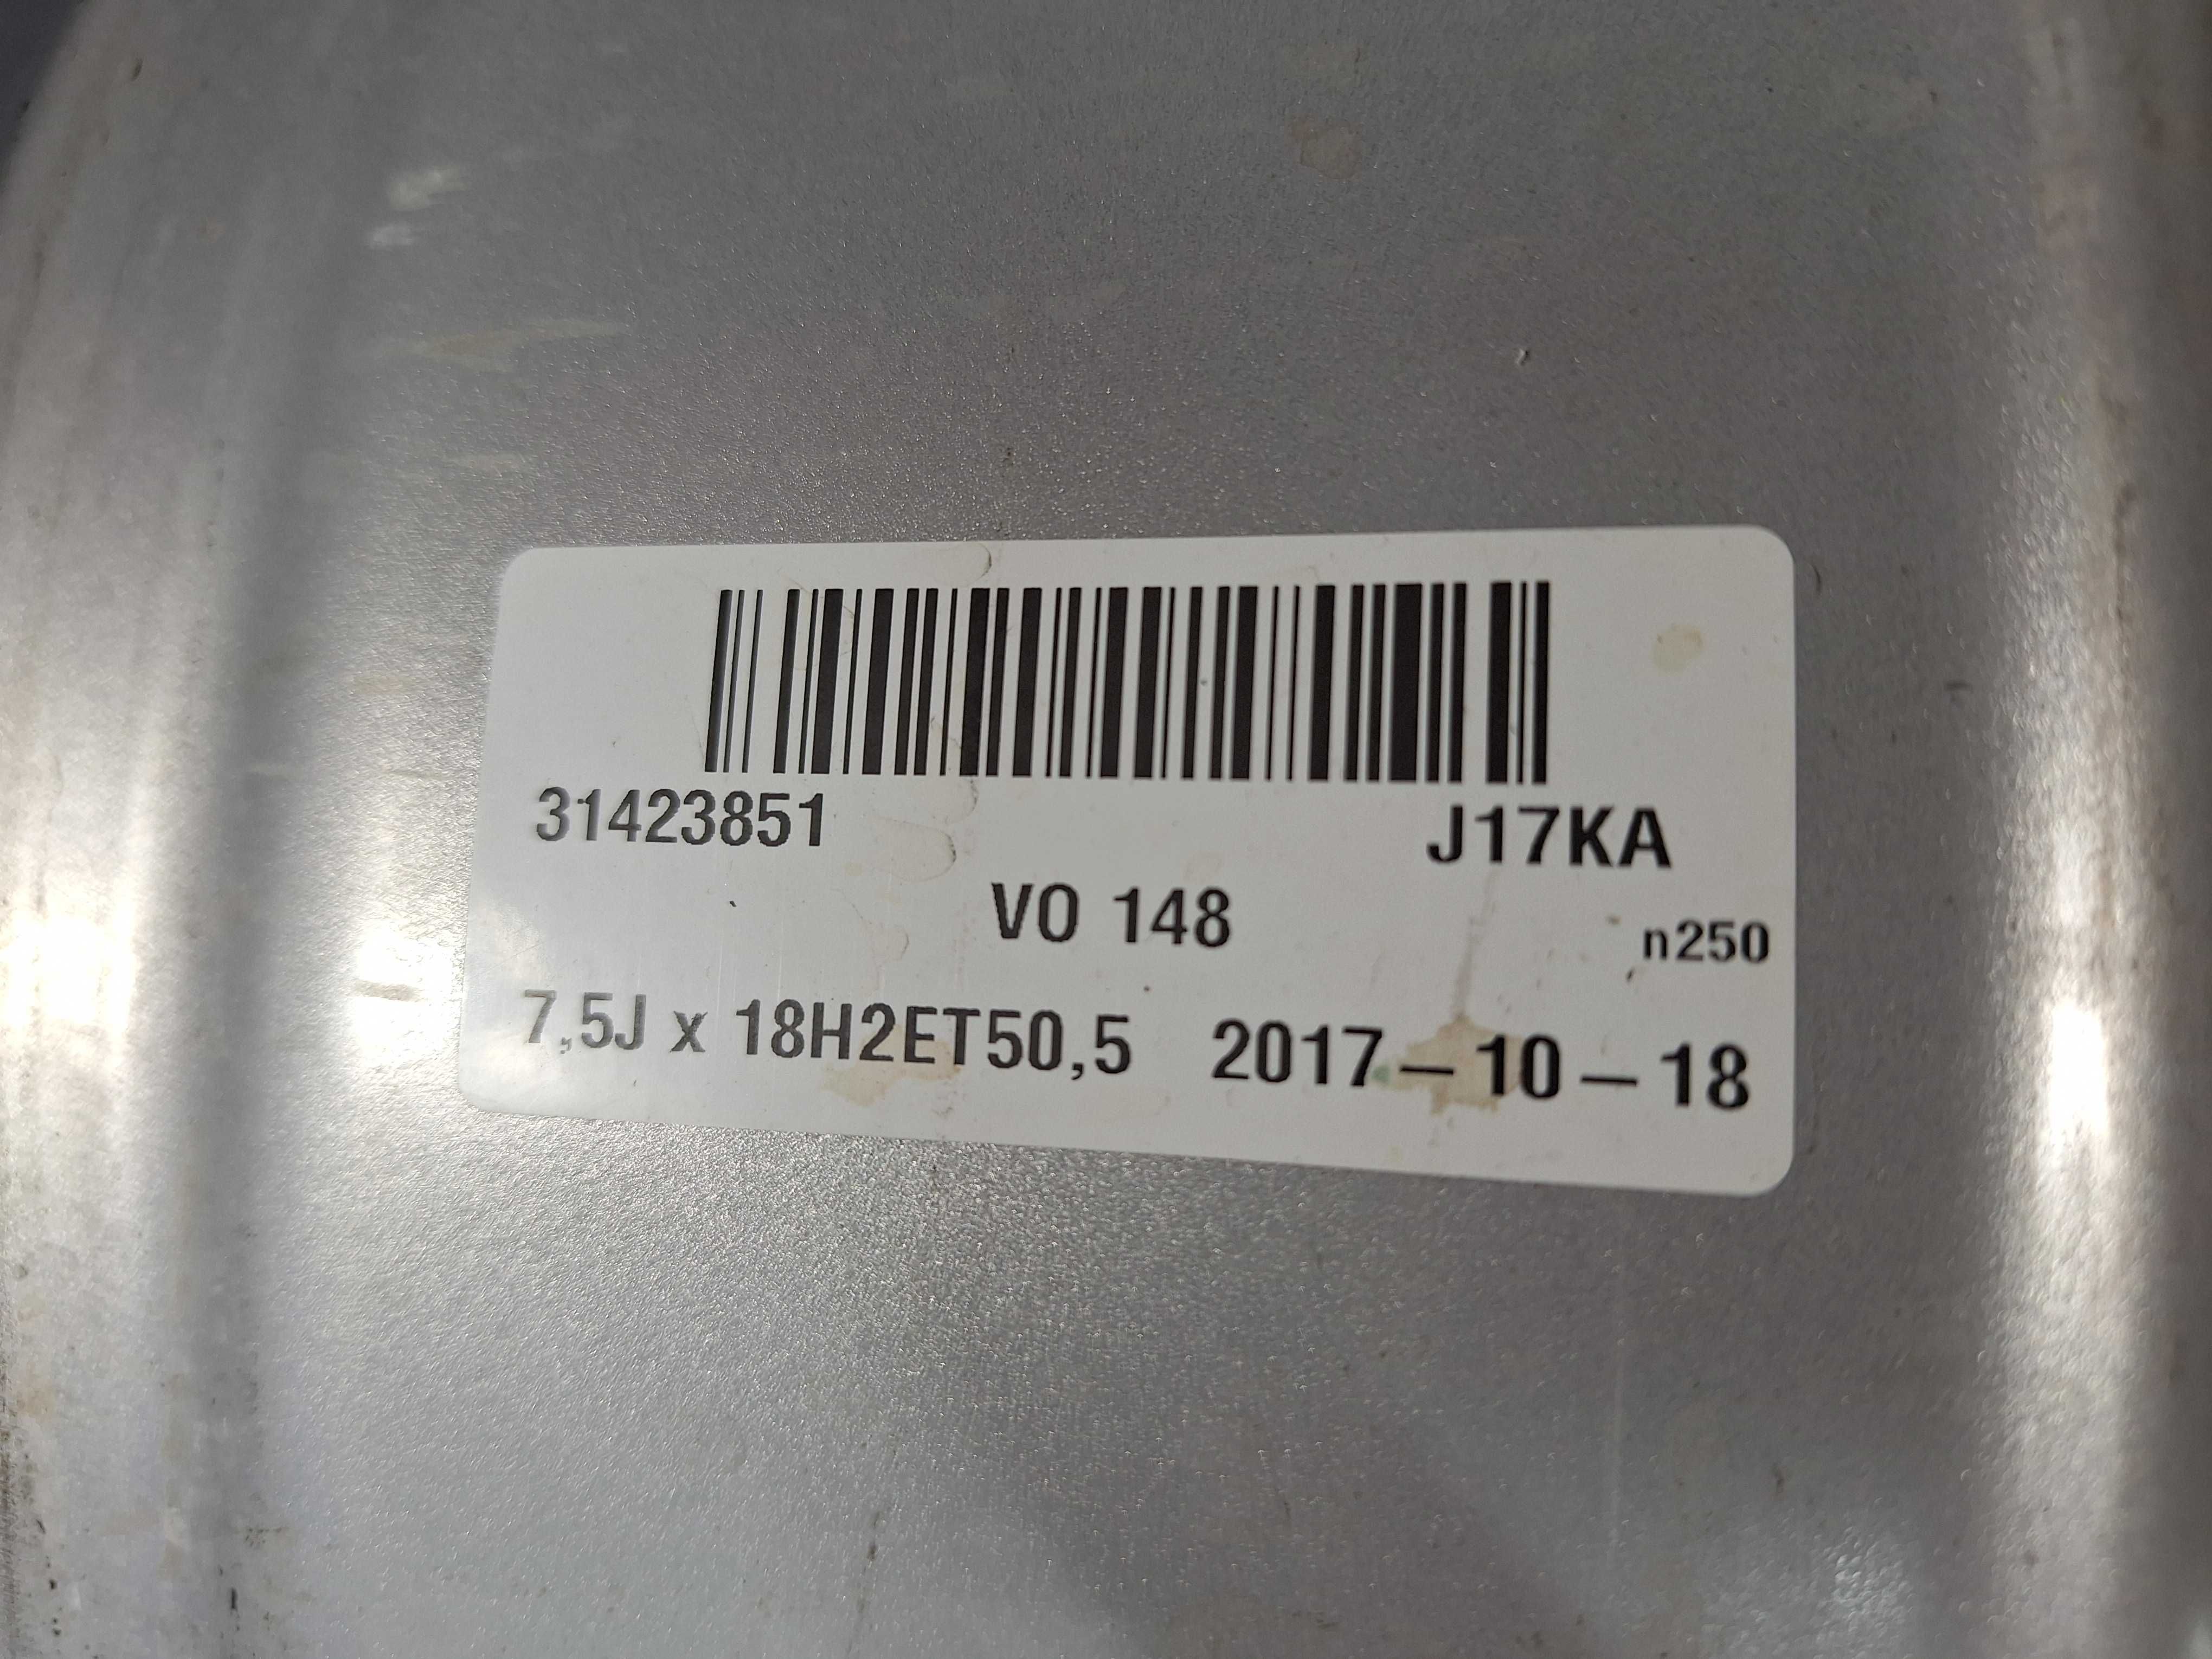 31423851 J17KA
VO 148
n250
7,5J x 18H2ET50,5 2017-10-18